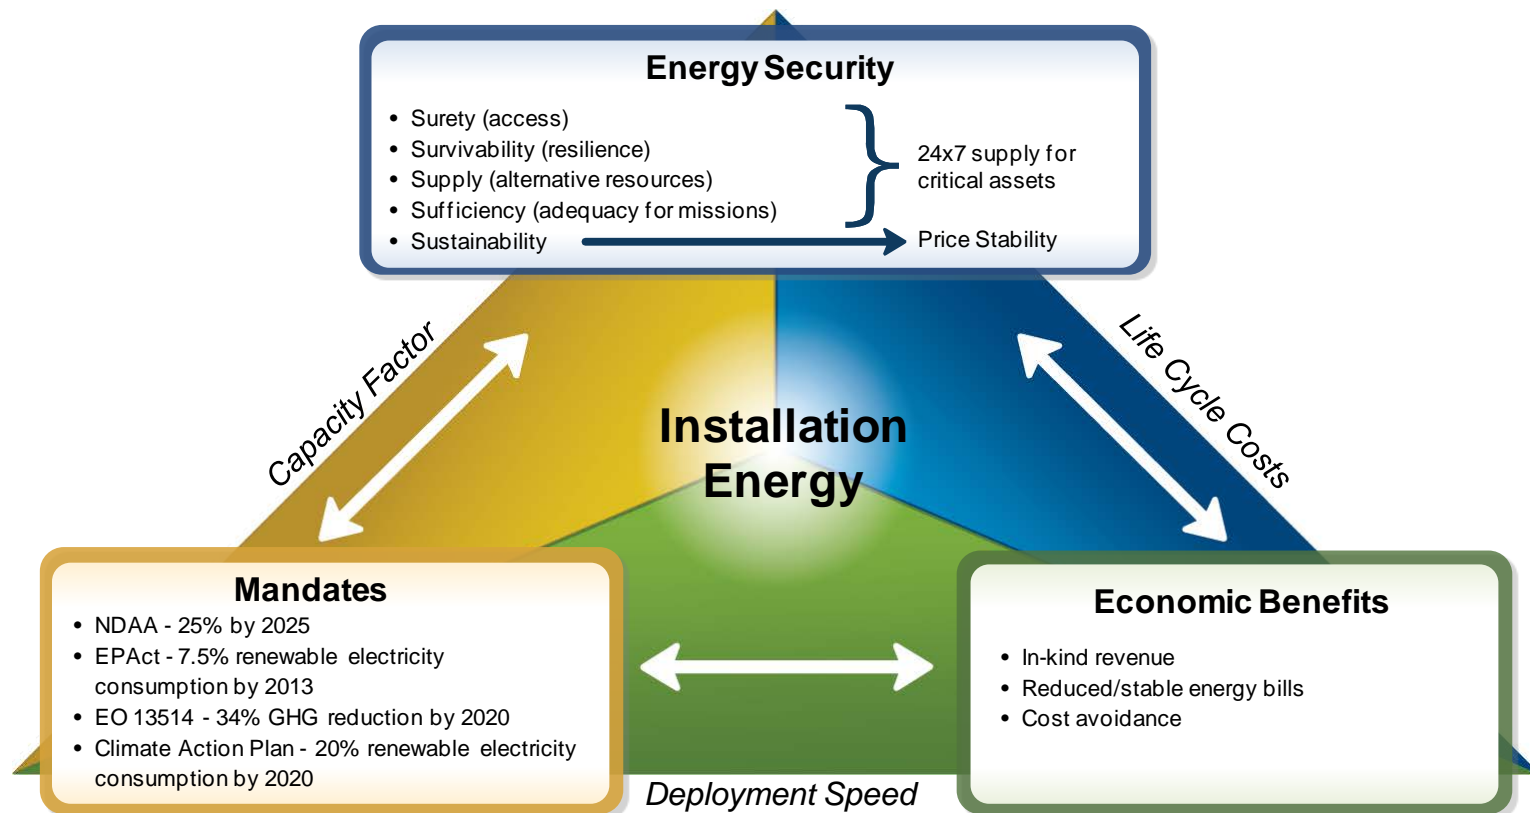 Energy Security
• Surety (access)
• Survivability (resilience)
• Supply (alternative resources)
• Sufficiency (adequacy for missions)
• Sustainability
24x7 supply for
critical assets
Price Stability
Capacity Factor
Life Cycle Costs
Installation
Energy
Mandates
• NDAA - 25% by 2025
• EPAct - 7.5% renewable electricity
consumption by 2013
• EO 13514 - 34% GHG reduction by 2020
• Climate Action Plan - 20% renewable electricity
consumption by 2020
Economic Benefits
• In-kind revenue
• Reduced/stable energy bills
• Cost avoidance
Deployment Speed